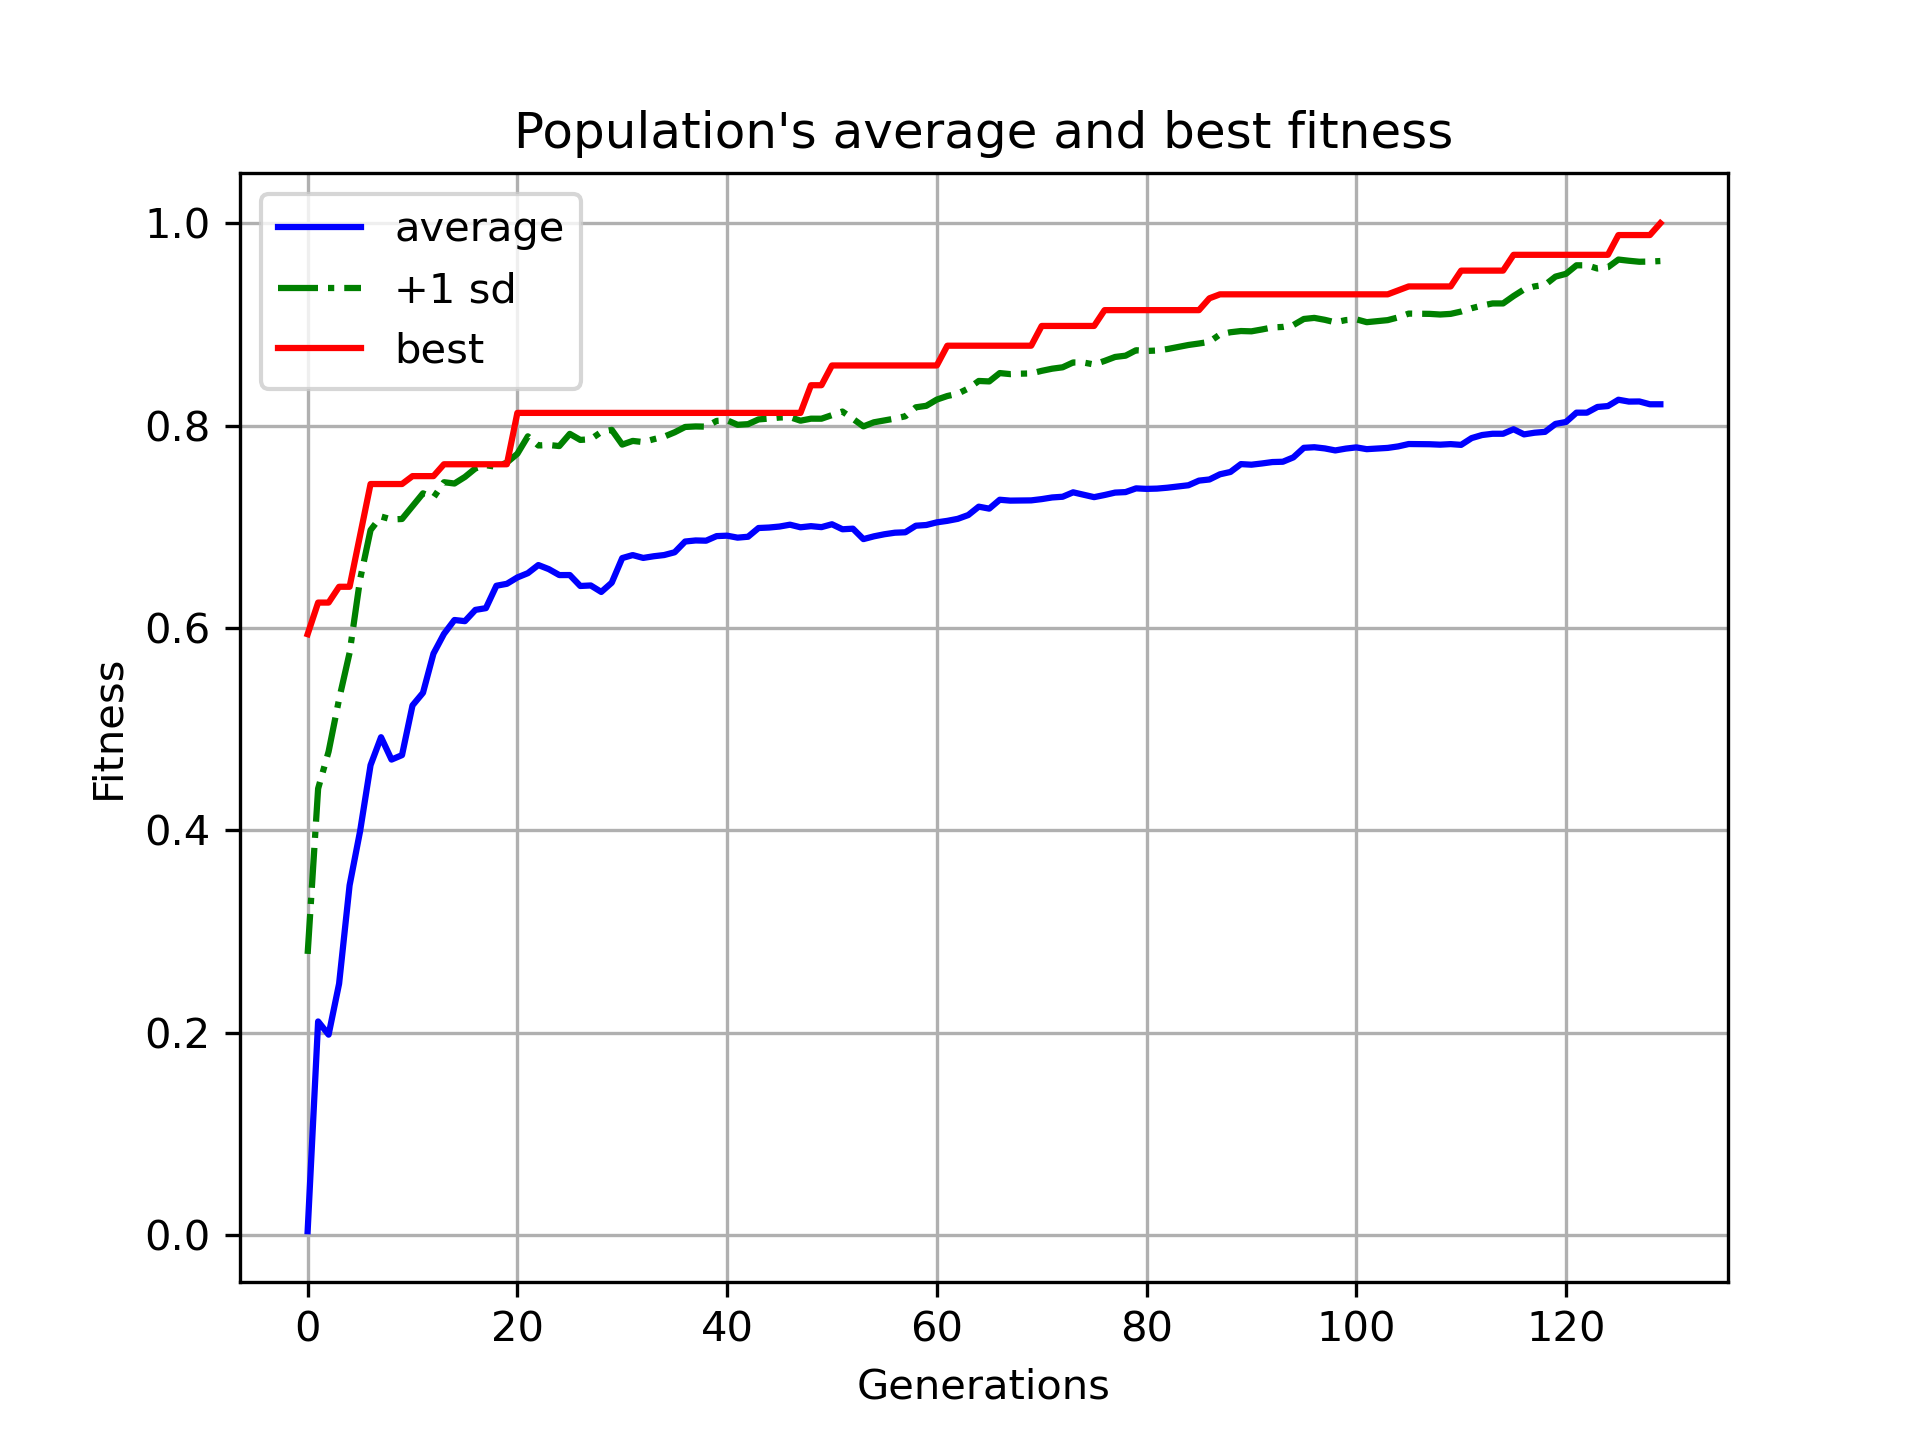 Population's average and best fitness
average
+1 sd
best
1.0
0.8
0.6
0.4
0.2
0.0
Fitness
0 20 40 60 80 100 120
Generations